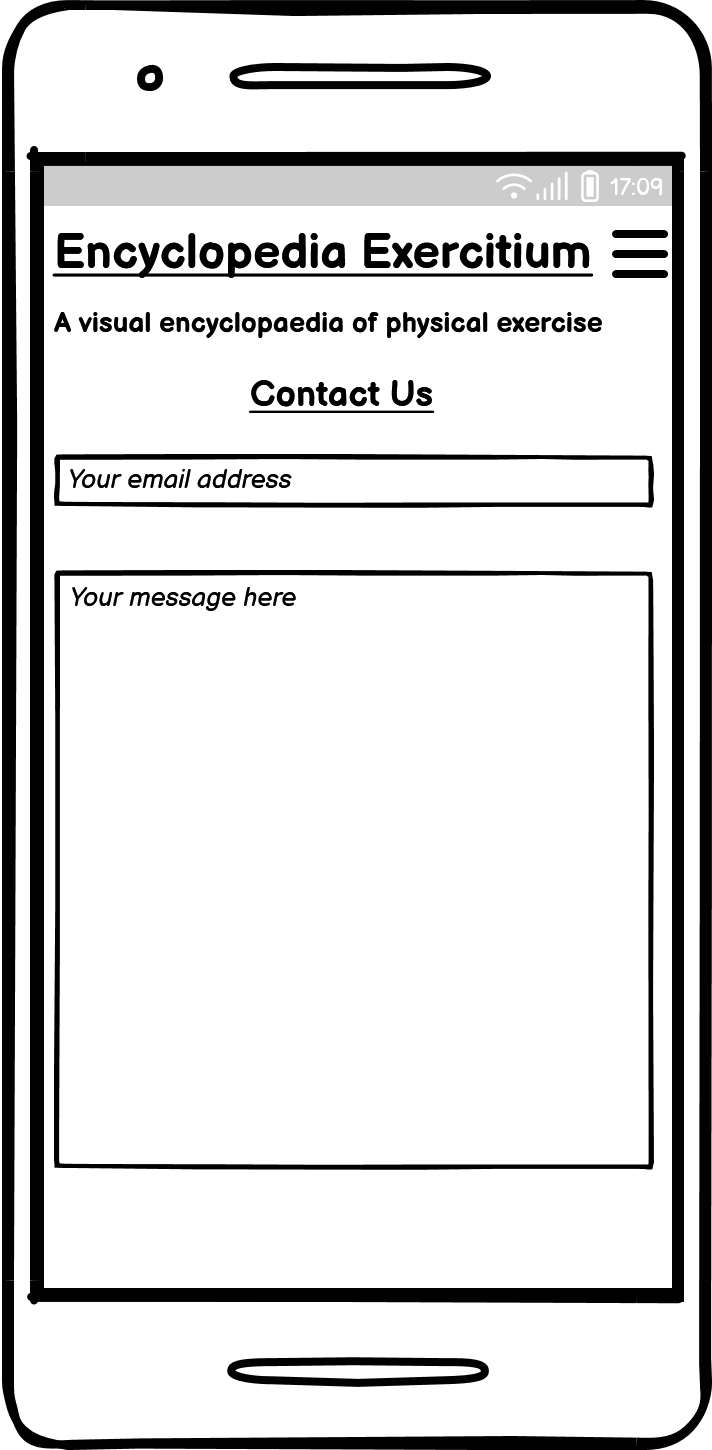 17:09
Encyclopedia Exercitium
A visual encyclopaedia of physical exercise
Contact Us
Your email address
Your message here